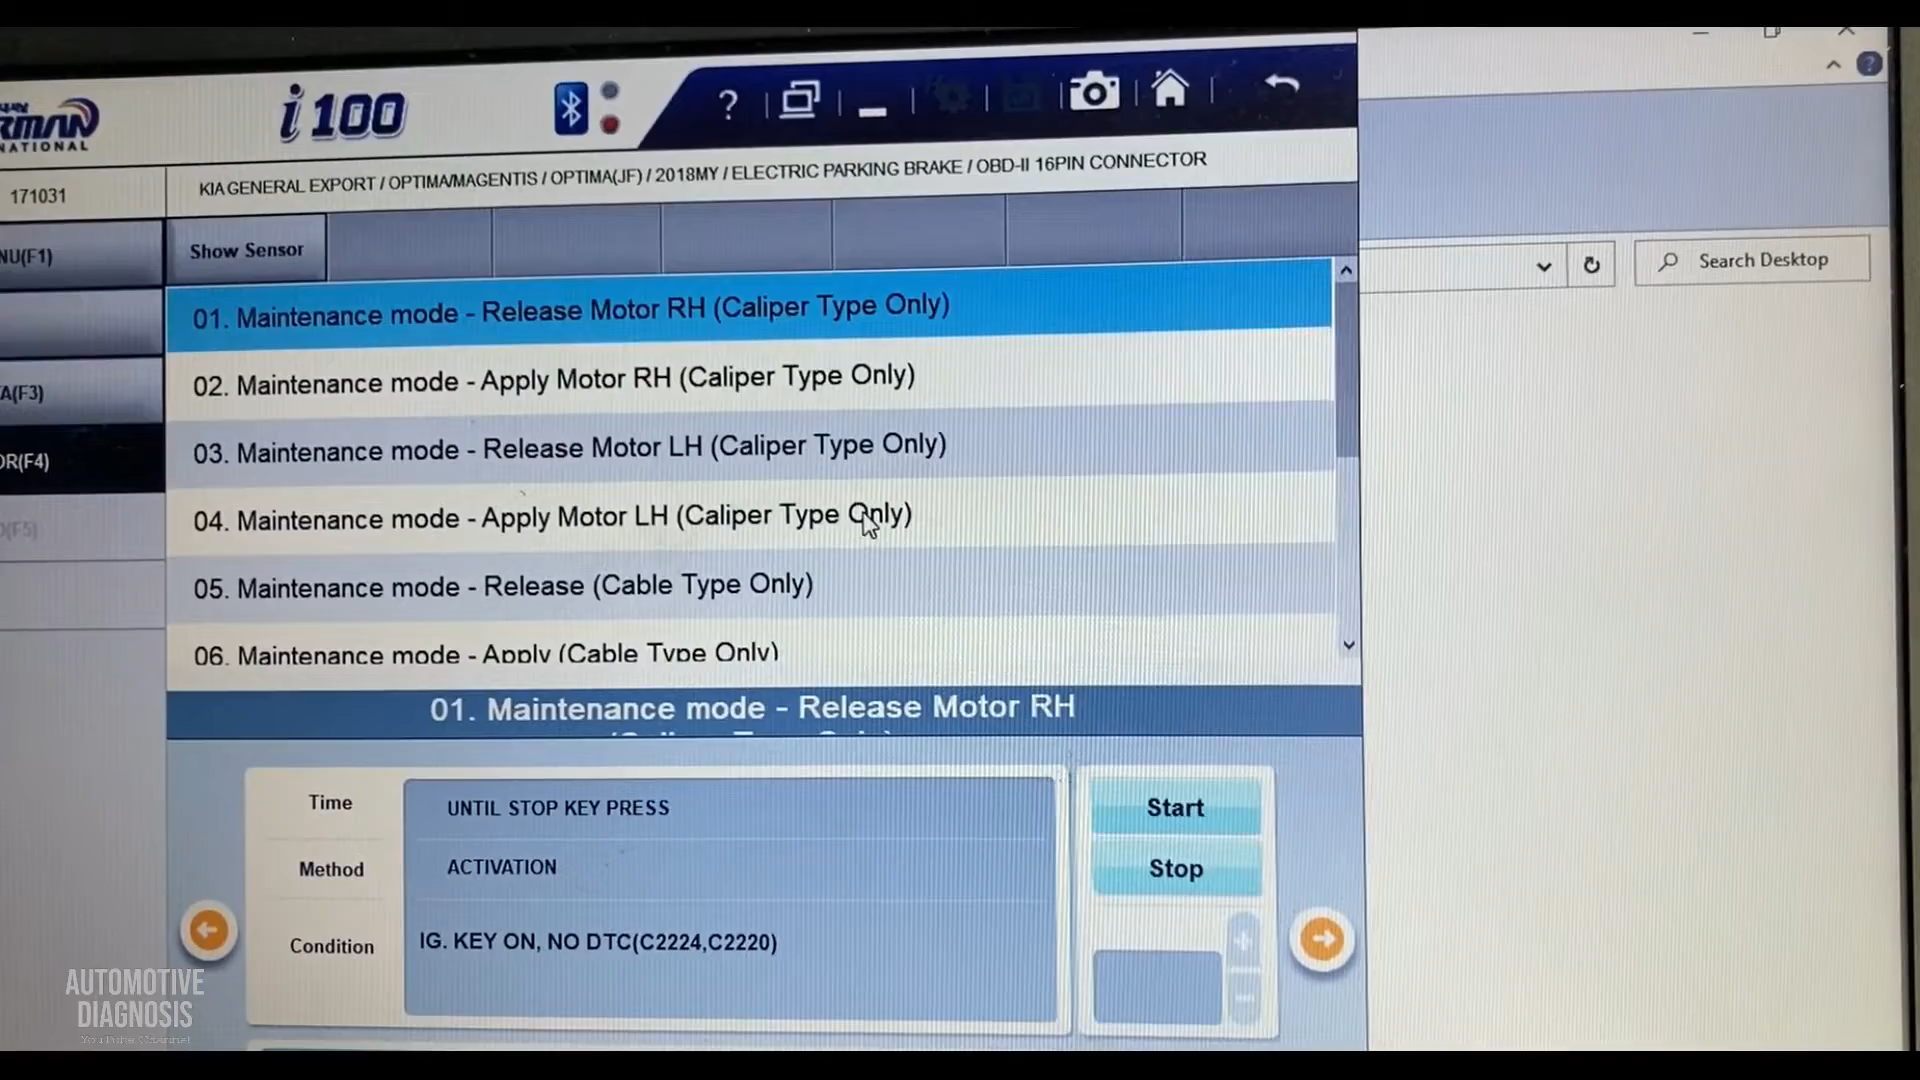 i100
?
?
171031
KIA GENERAL EXPORT / OPTIMA/MAGENTIS / OPTIMA(JF) / 2018MY / ELECTRIC PARKING BRAKE / OBD-II 16PIN CONNECTOR
NU(F1)
Show Sensor
Search Desktop
01. Maintenance mode - Release Motor RH (Caliper Type Only)
02. Maintenance mode - Apply Motor RH (Caliper Type Only)
A(F3)
03. Maintenance mode - Release Motor LH (Caliper Type Only)
OR(F4)
04. Maintenance mode - Apply Motor LH (Caliper Type Only)
(F5)
05. Maintenance mode - Release (Cable Type Only)
06. Maintenance mode - Apply (Cable Type Only)
01. Maintenance mode - Release Motor RH
Time
UNTIL STOP KEY PRESS
Start
Method
ACTIVATION
Stop
Condition
IG. KEY ON, NO DTC(C2224,C2220)
AUTOMOTIVE
DIAGNOSIS
YouTube Channel